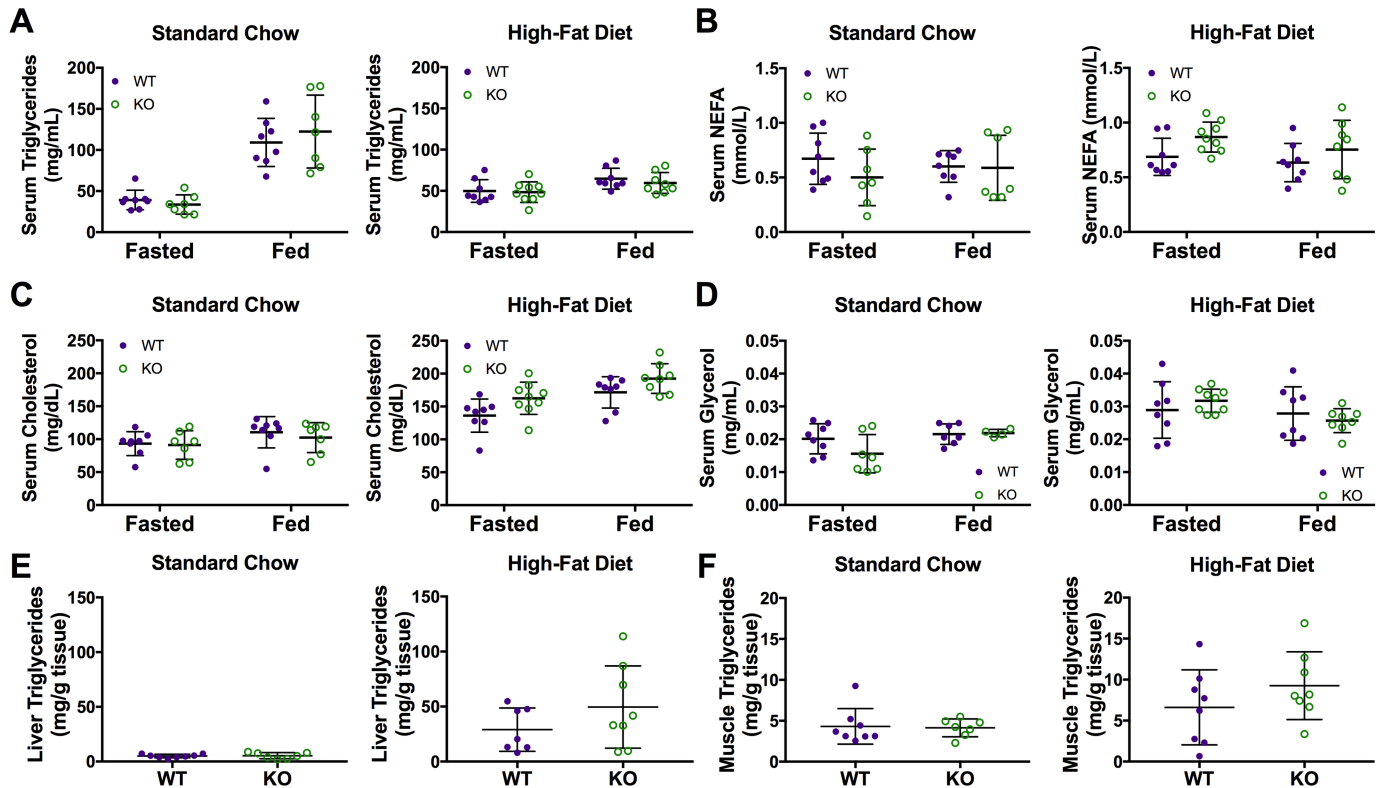 A
Standard Chow
Serum Triglycerides
(mg/mL)
200
150
100
50
0
WT
KO
Fasted
Fed
High-Fat Diet
Serum Triglycerides
(mg/mL)
200
150
100
50
0
WT
KO
Fasted
Fed
B
Standard Chow
Serum NEFA
(mmol/L)
1.5
1.0
0.5
0.0
WT
KO
Fasted
Fed
High-Fat Diet
Serum NEFA (mmol/L)
1.5
1.0
0.5
0.0
WT
KO
Fasted
Fed
C
Standard Chow
Serum Cholesterol
(mg/dL)
250
200
150
100
50
0
WT
KO
Fasted
Fed
High-Fat Diet
Serum Cholesterol
(mg/dL)
250
200
150
100
50
0
WT
KO
Fasted
Fed
D
Standard Chow
Serum Glycerol
(mg/mL)
0.05
0.04
0.03
0.02
0.01
0.00
WT
KO
Fasted
Fed
High-Fat Diet
Serum Glycerol
(mg/mL)
0.05
0.04
0.03
0.02
0.01
0.00
WT
KO
Fasted
Fed
E
Standard Chow
Liver Triglycerides
(mg/g tissue)
150
100
50
0
WT
KO
High-Fat Diet
Liver Triglycerides
(mg/g tissue)
150
100
50
0
WT
KO
F
Standard Chow
Muscle Triglycerides
(mg/g tissue)
20
15
10
5
0
WT
KO
High-Fat Diet
Muscle Triglycerides
(mg/g tissue)
20
15
10
5
0
WT
KO